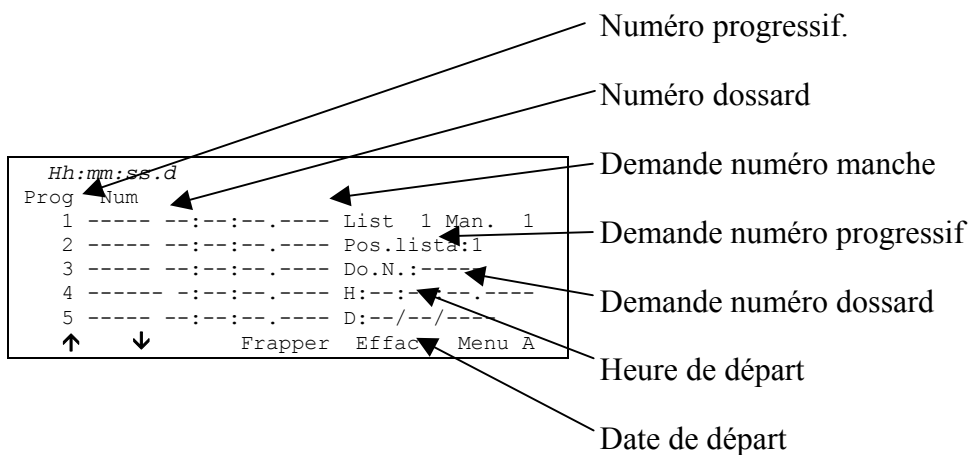 Numéro progressif.
Numéro dossard
Demande numéro manche
Demande numéro progressif
Demande numéro dossard
Heure de départ
Date de départ
Hh:mm:ss.d
Prog Num
1 ----- --:--:--.---- List 1 Man. 1
2 ----- --:--:--.---- Pos.lista:1
3 ----- --:--:--.---- Do.N.:-----
4 ------ --:--:--.---- H:--:--:--.----
5 ----- --:--:--.---- D:--/--/----
↑ ↓ Frapper Effac. Menu A